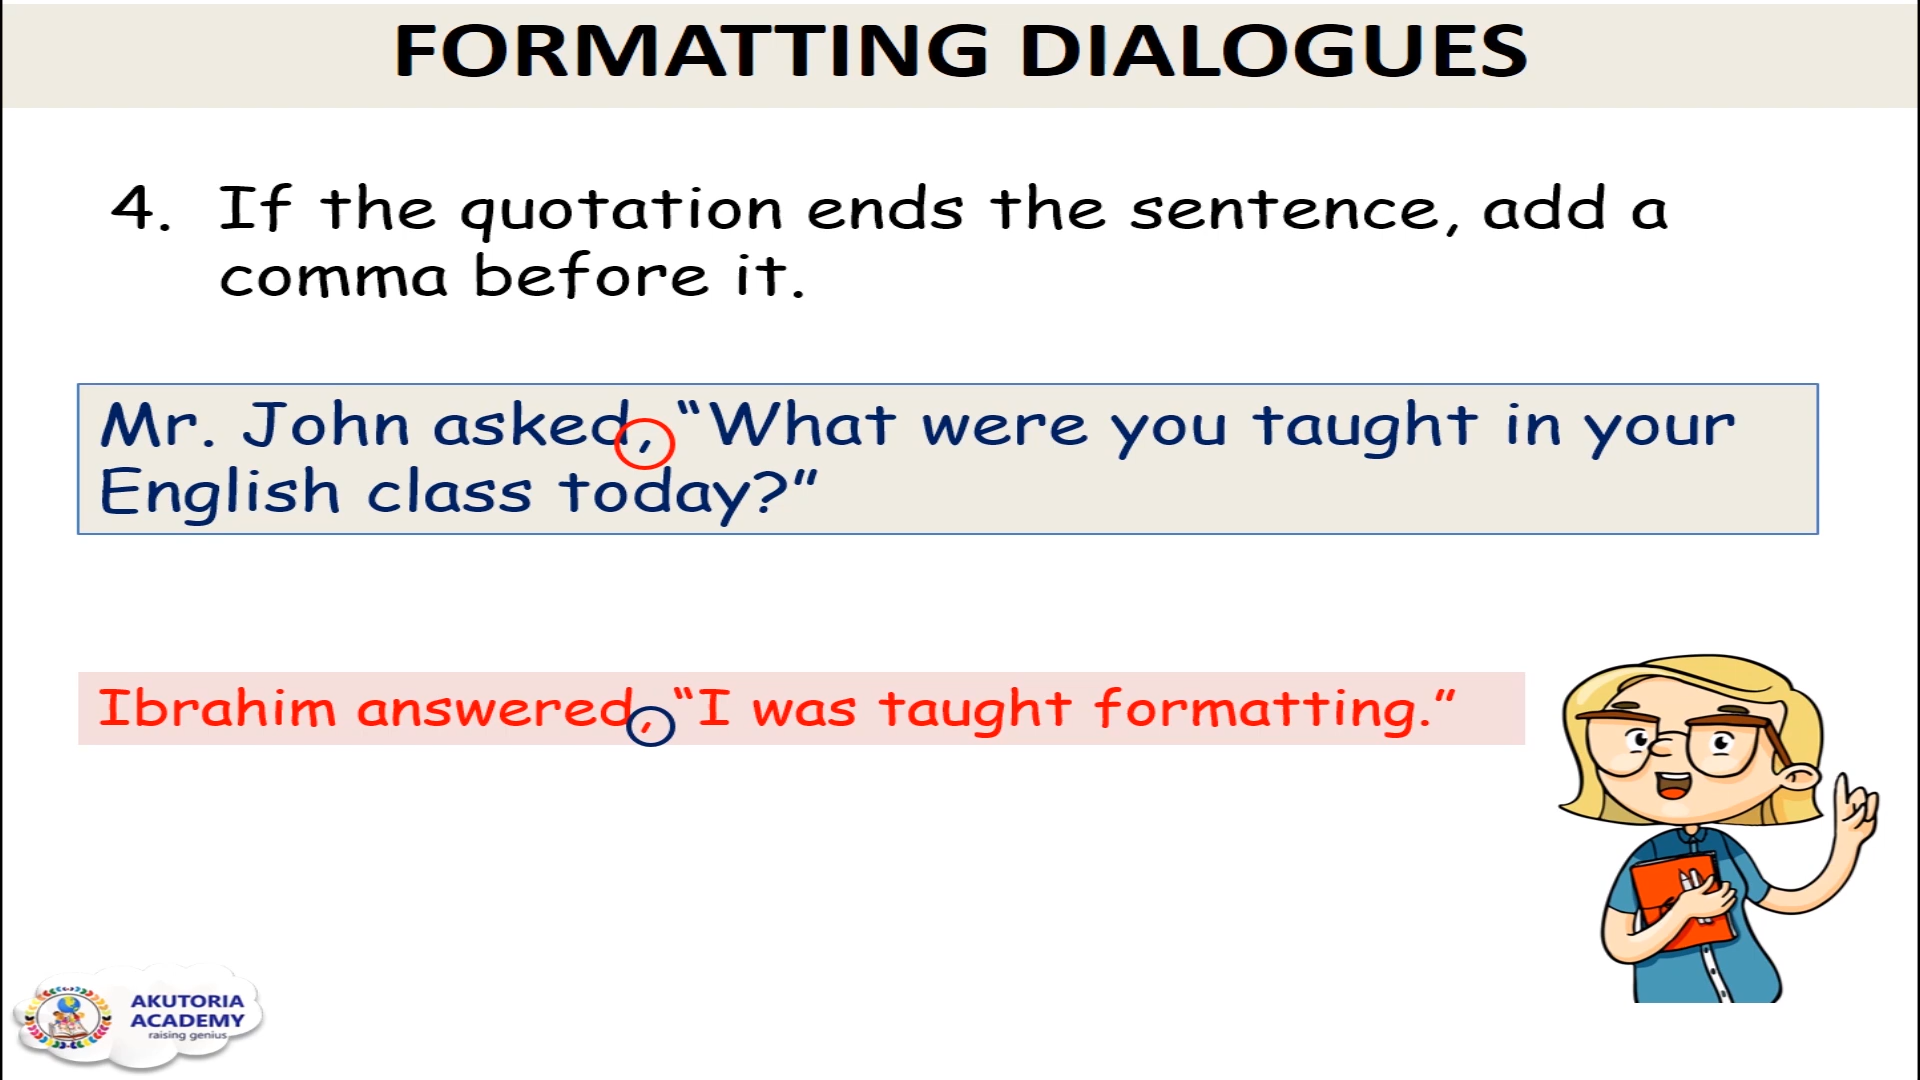 FORMATTING DIALOGUES
4. If the quotation ends the sentence, add a
comma before it.
Mr. John asked, “What were you taught in your
English class today?”
Ibrahim answered, “I was taught formatting.”
AKUTORIA
ACADEMY
raising genius